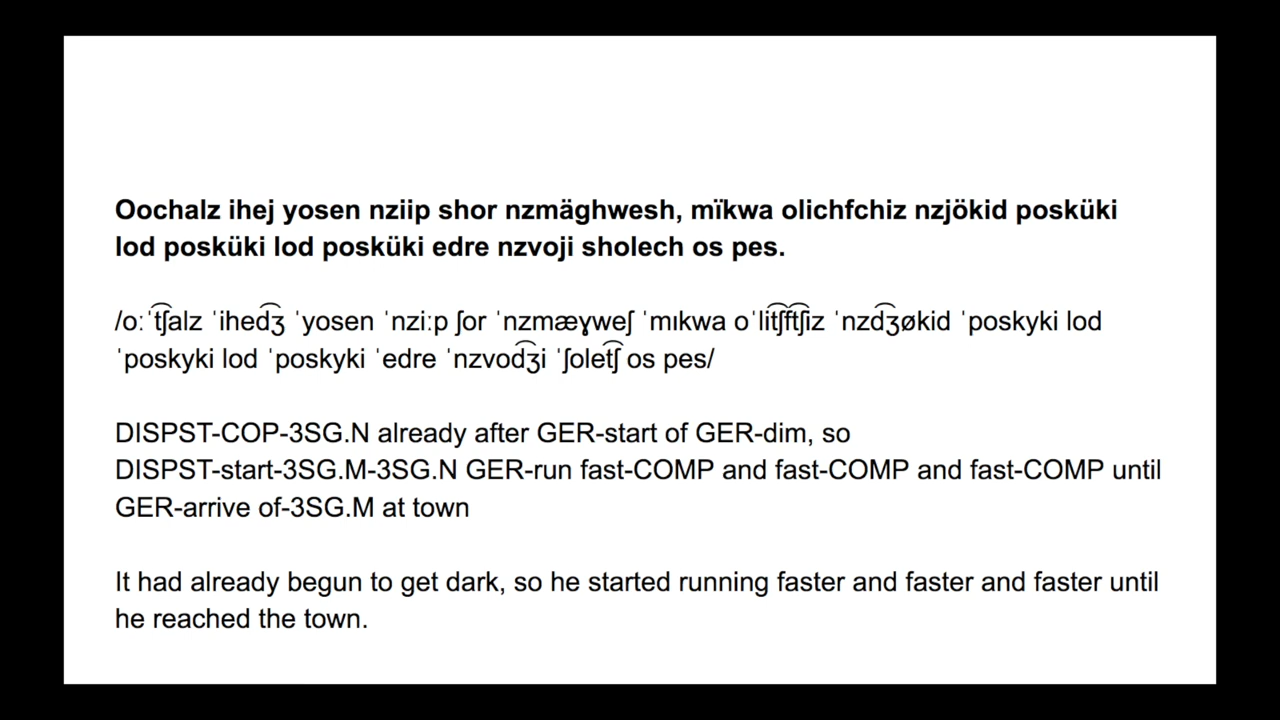 Oochalz ihej yosen nziip shor nzmäghwesh, mïkwa olichfchiz nzjökid posküki
lod posküki lod posküki edre nzvoji sholech os pes.
/oːˈt͡ʃalz ˈihed͡ʒ ˈyosen ˈnziːp ʃor ˈnzmæɣweʃ ˈmɪkwa oˈlit͡ʃft͡ʃiz ˈnzd͡ʒøkid ˈposkyki lod
ˈposkyki lod ˈposkyki ˈedre ˈnzvod͡ʒi ˈʃolet͡ʃ os pes/
DISPST-COP-3SG.N already after GER-start of GER-dim, so
DISPST-start-3SG.M-3SG.N GER-run fast-COMP and fast-COMP and fast-COMP until
GER-arrive of-3SG.M at town
It had already begun to get dark, so he started running faster and faster and faster until
he reached the town.